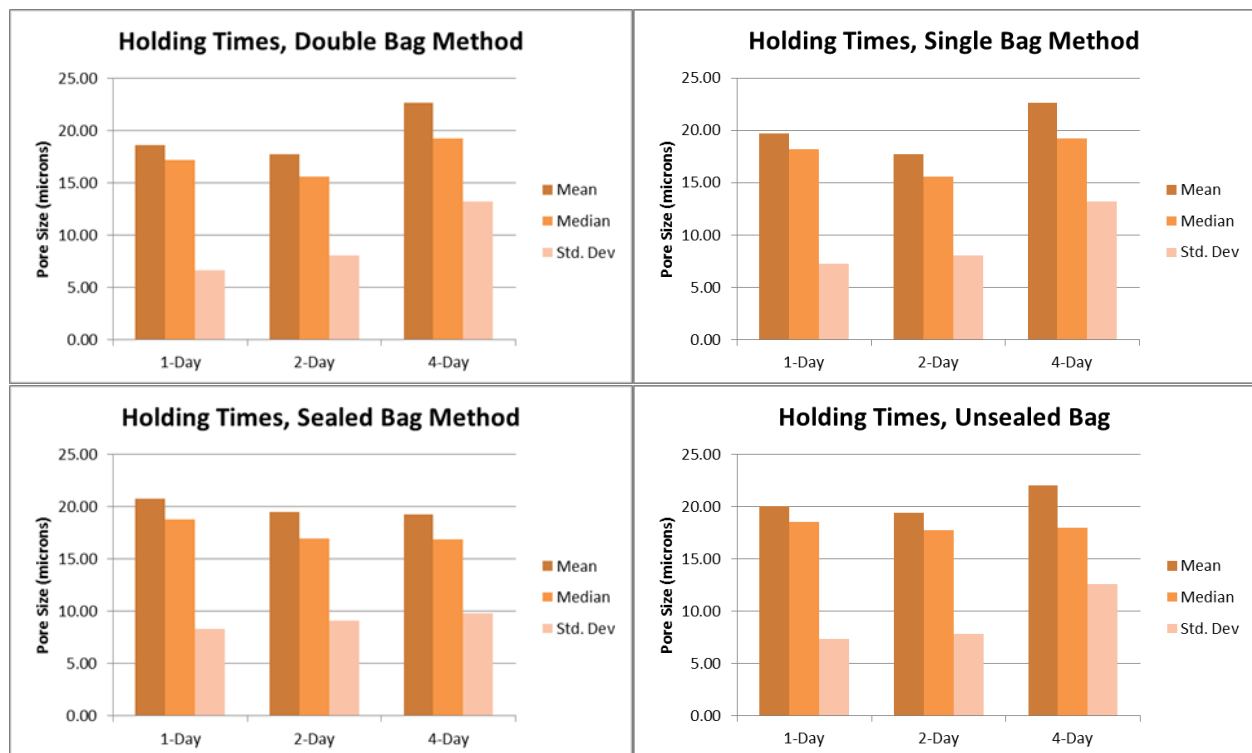 Holding Times, Double Bag Method
Pore Size (microns)
25.00
20.00
15.00
10.00
5.00
0.00
1-Day 2-Day 4-Day
Mean
Median
Std. Dev
Holding Times, Single Bag Method
Pore Size (microns)
25.00
20.00
15.00
10.00
5.00
0.00
1-Day 2-Day 4-Day
Mean
Median
Std. Dev
Holding Times, Sealed Bag Method
Pore Size (microns)
25.00
20.00
15.00
10.00
5.00
0.00
1-Day 2-Day 4-Day
Mean
Median
Std. Dev
Holding Times, Unsealed Bag
Pore Size (microns)
25.00
20.00
15.00
10.00
5.00
0.00
1-Day 2-Day 4-Day
Mean
Median
Std. Dev